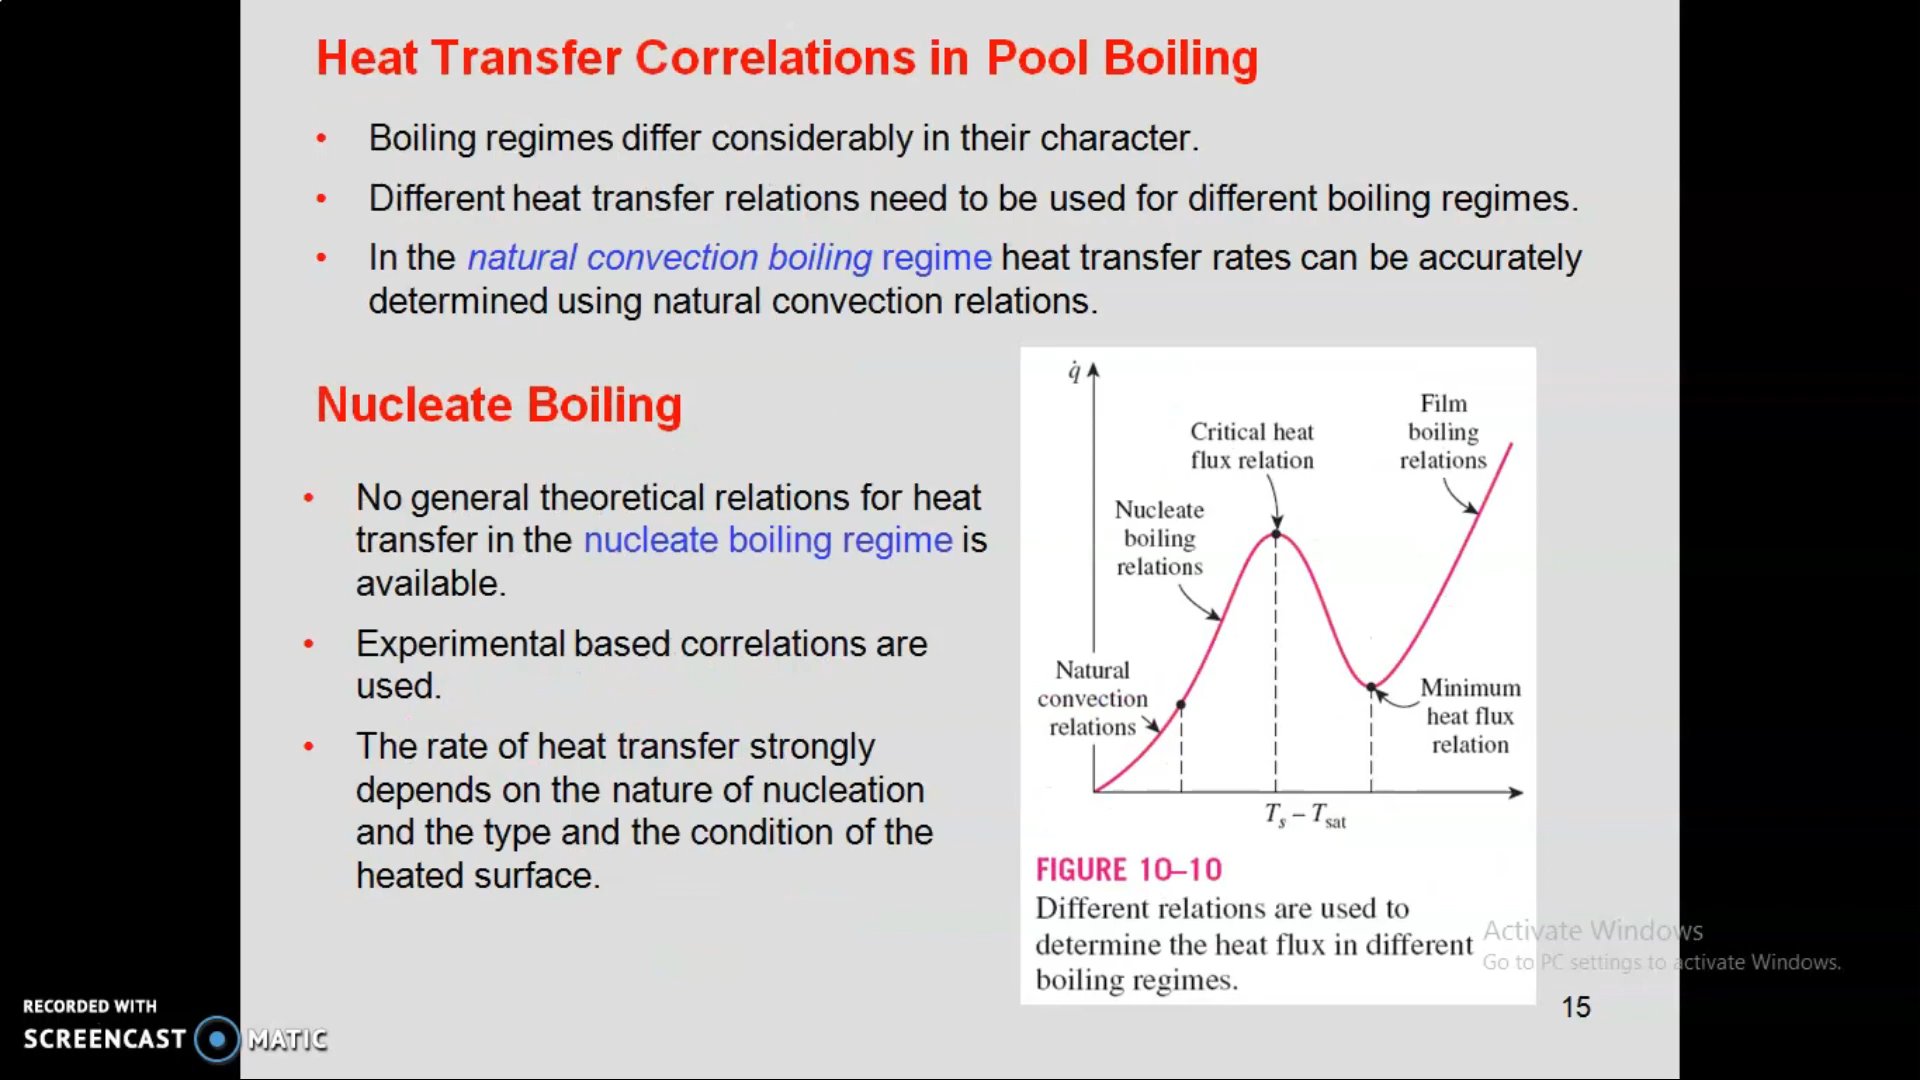 Heat Transfer Correlations in Pool Boiling
• Boiling regimes differ considerably in their character.
• Different heat transfer relations need to be used for different boiling regimes.
• In the natural convection boiling regime heat transfer rates can be accurately
determined using natural convection relations.
Nucleate Boiling
• No general theoretical relations for heat
transfer in the nucleate boiling regime is
available.
• Experimental based correlations are
used.
• The rate of heat transfer strongly
depends on the nature of nucleation
and the type and the condition of the
heated surface.
q̇
Critical heat
flux relation
Film
boiling
relations
Nucleate
boiling
relations
Natural
convection
relations
Minimum
heat flux
relation
Ts – Tsat
FIGURE 10–10
Different relations are used to
determine the heat flux in different
boiling regimes.
Activate Windows
Go to PC settings to activate Windows.
15
RECORDED WITH
SCREENCAST MATIC